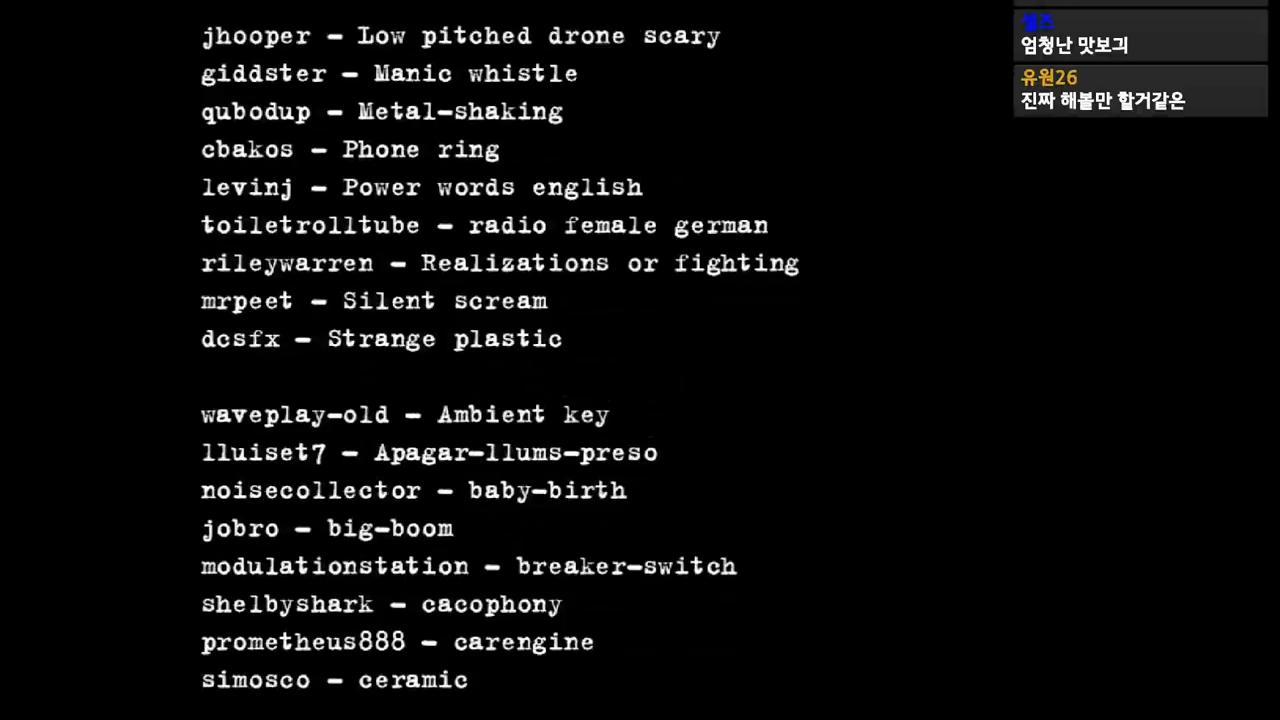 jhooper - Low pitched drone scary
giddster - Manic whistle
qubodup - Metal-shaking
cbakos - Phone ring
levinj - Power words english
toiletrolltube - radio female german
rileywarren - Realizations or fighting
mrpeet - Silent scream
dcsfx - Strange plastic
waveplay-old - Ambient key
lluiset7 - Apagar-llums-preso
noisecollector - baby-birth
jobro - big-boom
modulationstation - breaker-switch
shelbyshark - cacophony
prometheus888 - carengine
simosco - ceramic
셀즈
엄청난 맛보긔
유원26
진짜 해볼만 할거같은